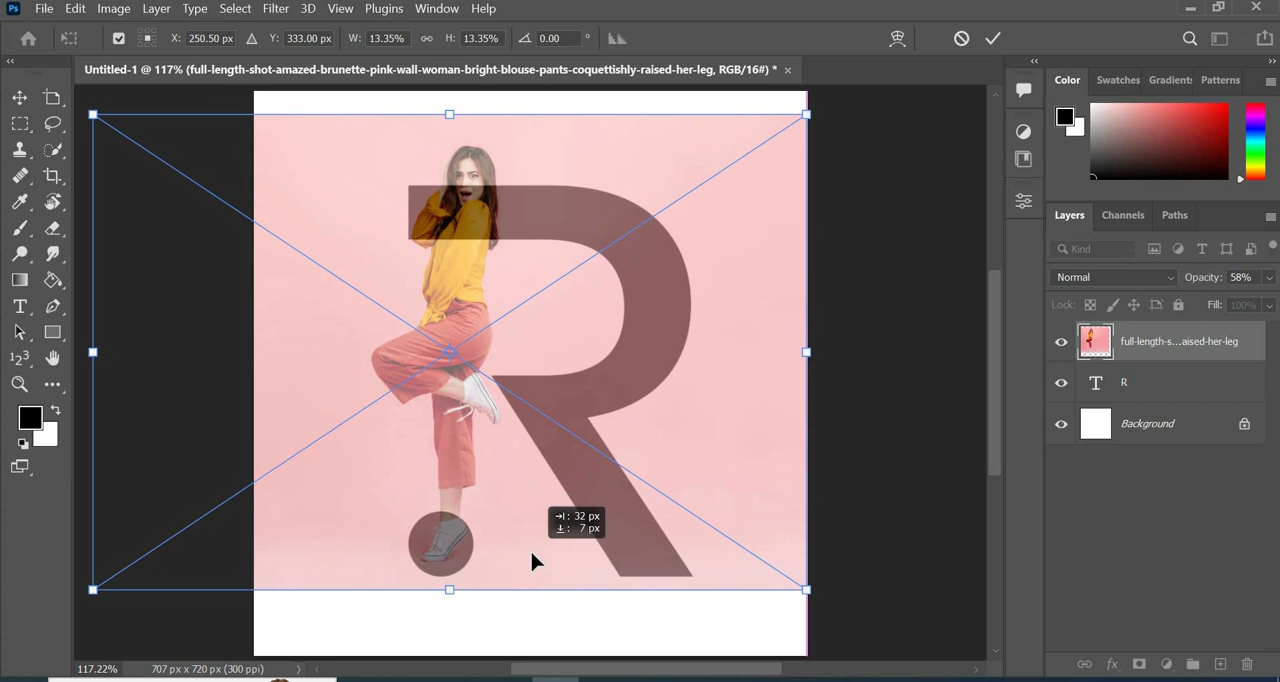 Ps File Edit Image Layer Type Select Filter 3D View Plugins Window Help
X: 250.50 px Y: 333.00 px W: 13.35% H: 13.35% 0.00 °
Untitled-1 @ 117% (full-length-shot-amazed-brunette-pink-wall-woman-bright-blouse-pants-coquettishly-raised-her-leg, RGB/16#) * ×
Color Swatches Gradients Patterns
Layers Channels Paths
Kind
Normal Opacity: 58%
Lock: Fill: 100%
full-length-s...aised-her-leg
T R
Background
R
32 px
7 px
117.22% 707 px x 720 px (300 ppi)